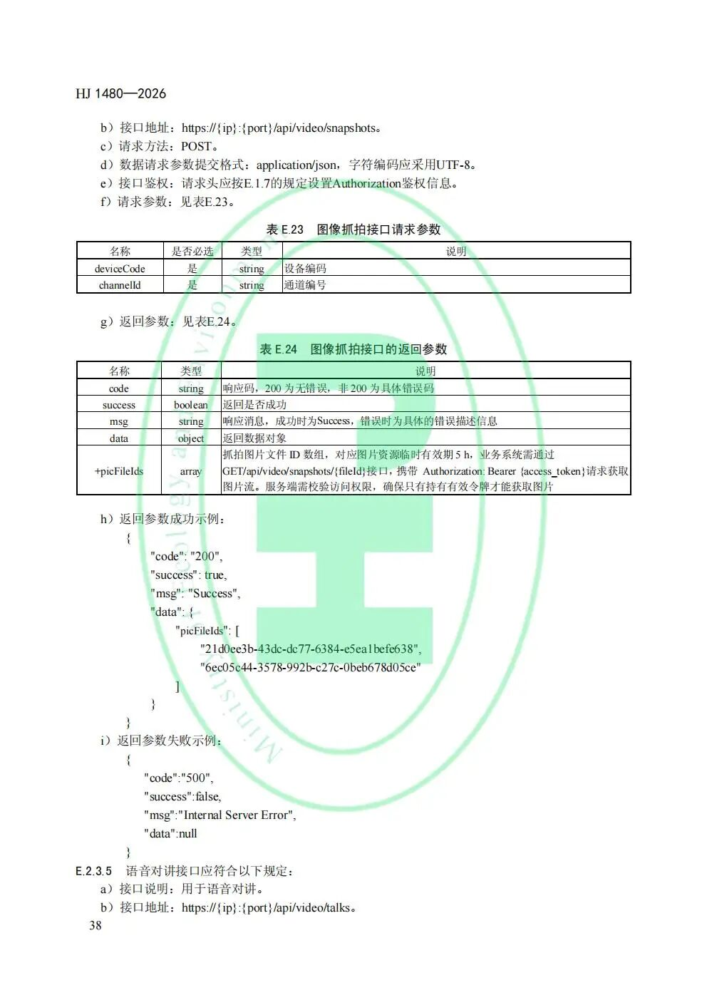 HJ 1480—2026
b）接口地址：https://{ip}:{port}/api/video/snapshots。
c）请求方法：POST。
d）数据请求参数提交格式：application/json，字符编码应采用UTF-8。
e）接口鉴权：请求头应按E.1.7的规定设置Authorization鉴权信息。
f）请求参数：见表E.23。
表 E.23 图像抓拍接口请求参数
名称 是否必选 类型 说明
deviceCode 是 string 设备编码
channelId 是 string 通道编号
g）返回参数：见表E.24。
表 E.24 图像抓拍接口的返回参数
名称 类型 说明
code string 响应码，200 为无错误，非 200 为具体错误码
success boolean 返回是否成功
msg string 响应消息，成功时为Success，错误时为具体的错误描述信息
data object 返回数据对象
+picFileIds array 抓拍图片文件 ID 数组，对应图片资源临时有效期 5 h，业务系统需通过
GET/api/video/snapshots/{fileId}接口，携带 Authorization: Bearer {access_token}请求获取
图片流。服务端需校验访问权限，确保只有持有有效令牌才能获取图片
h）返回参数成功示例：
{
"code": "200",
"success": true,
"msg": "Success",
"data": {
"picFileIds": [
"21d0ee3b-43dc-dc77-6384-e5ea1befe638",
"6ec05c44-3578-992b-c27c-0beb678d05ce"
]
}
}
i）返回参数失败示例：
{
"code":"500",
"success":false,
"msg":"Internal Server Error",
"data":null
}
E.2.3.5 语音对讲接口应符合以下规定：
a）接口说明：用于语音对讲。
b）接口地址：https://{ip}:{port}/api/video/talks。
38
Ministry of Ecology and Environment